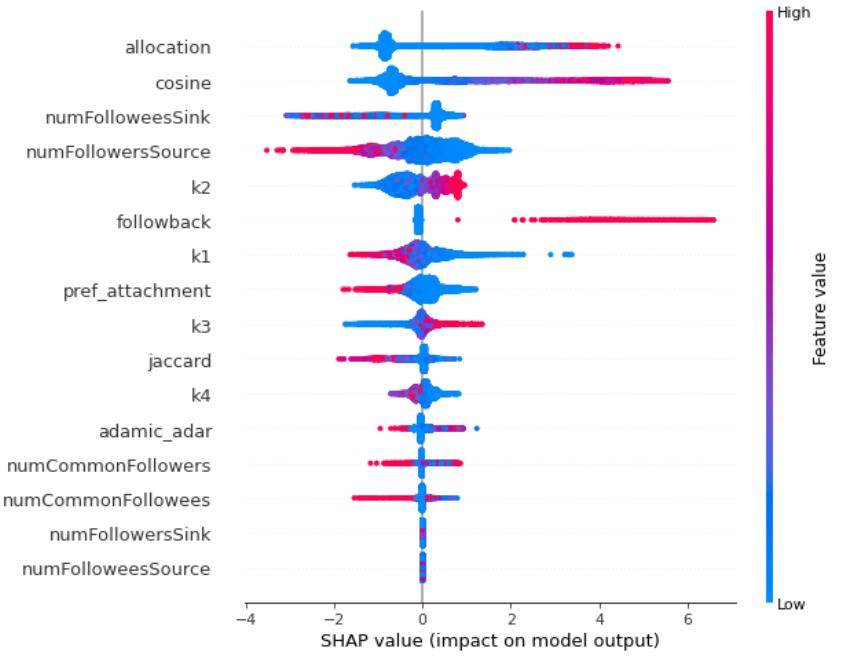 High
allocation
cosine
numFolloweesSink
numFollowersSource
k2
followback
k1
pref_attachment
k3
jaccard
k4
adamic_adar
numCommonFollowers
numCommonFollowees
numFollowersSink
numFolloweesSource
Feature value
Low
−4 −2 0 2 4 6
SHAP value (impact on model output)